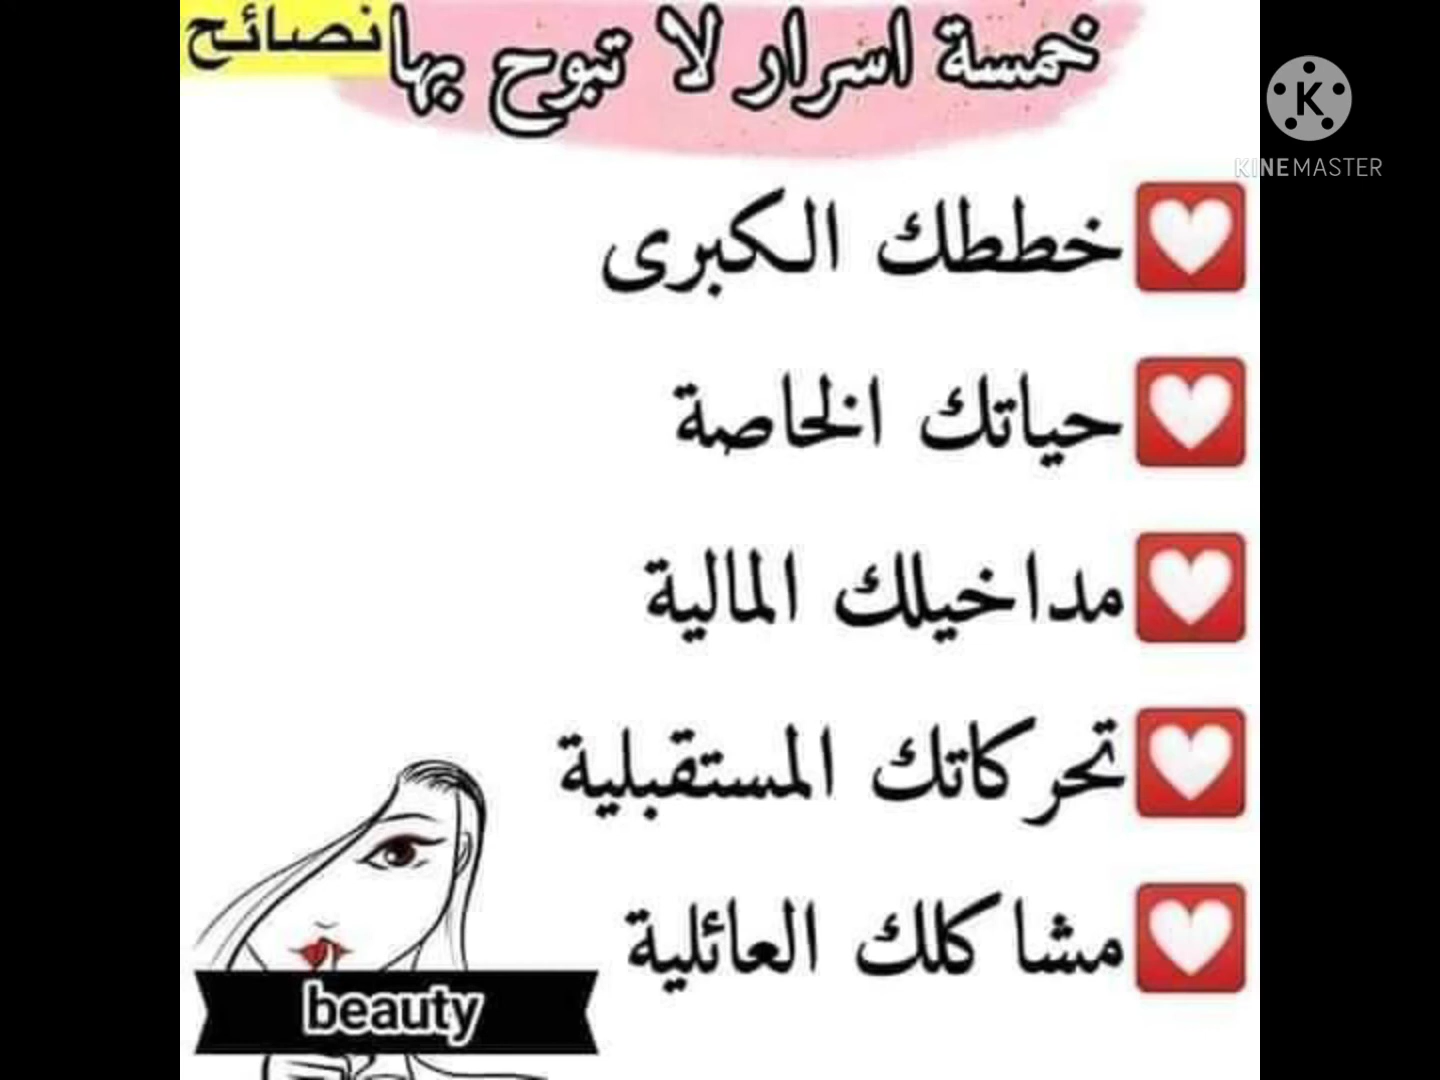 خمسة اسرار لا تبوح بها
نصائح
KINEMASTER
خططك الكبرى
حياتك الخاصة
مداخيلك المالية
تحركاتك المستقبلية
مشاكلك العائلية
beauty